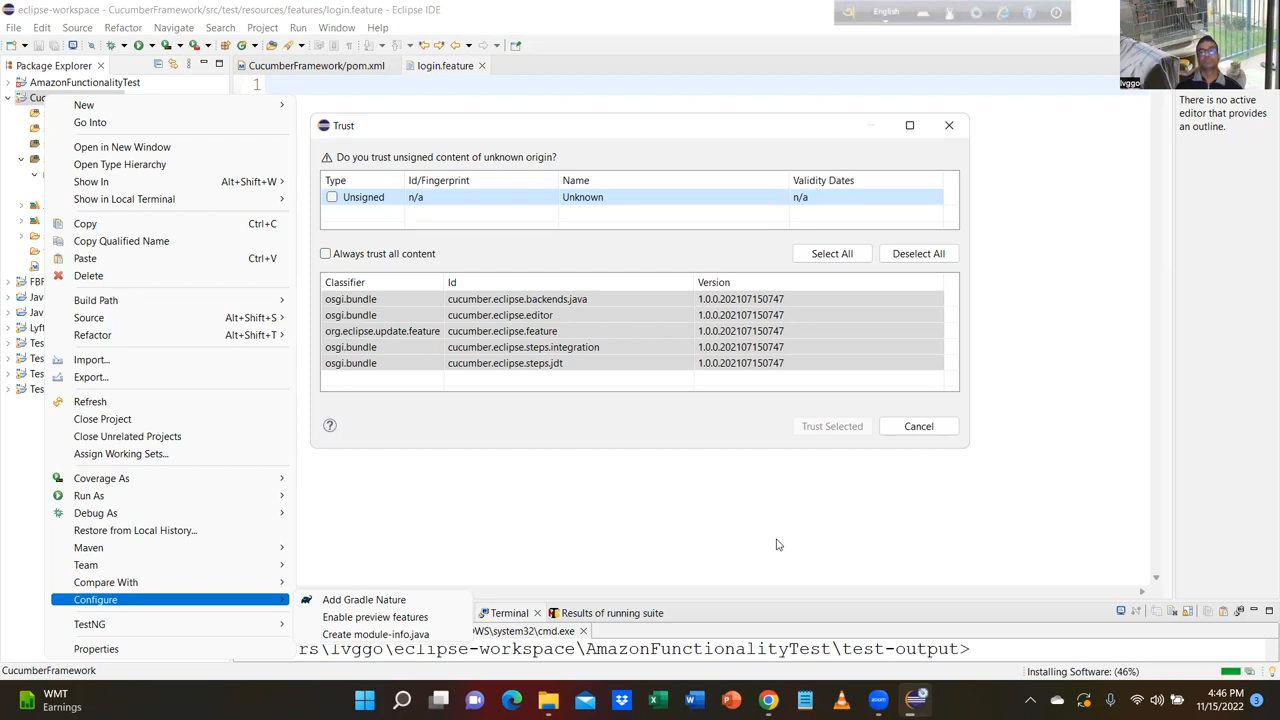 eclipse-workspace - CucumberFramework/src/test/resources/features/login.feature - Eclipse IDE
English
File Edit Source Refactor Navigate Search Project Run Window Help
Package Explorer
CucumberFramework/pom.xml
login.feature
AmazonFunctionalityTest
1
lvggo
There is no active
editor that provides
an outline.
New
Go Into
Open in New Window
Open Type Hierarchy
Show In Alt+Shift+W
Show in Local Terminal
Copy Ctrl+C
Copy Qualified Name
Paste Ctrl+V
Delete
Build Path
Source Alt+Shift+S
Refactor Alt+Shift+T
Import...
Export...
Refresh
Close Project
Close Unrelated Projects
Assign Working Sets...
Coverage As
Run As
Debug As
Restore from Local History...
Maven
Team
Compare With
Configure
TestNG
Properties
Add Gradle Nature
Enable preview features
Create module-info.java
Trust
Do you trust unsigned content of unknown origin?
Type Id/Fingerprint Name Validity Dates
Unsigned n/a Unknown n/a
Always trust all content
Select All
Deselect All
Classifier Id Version
osgi.bundle cucumber.eclipse.backends.java 1.0.0.202107150747
osgi.bundle cucumber.eclipse.editor 1.0.0.202107150747
org.eclipse.update.feature cucumber.eclipse.feature 1.0.0.202107150747
osgi.bundle cucumber.eclipse.steps.integration 1.0.0.202107150747
osgi.bundle cucumber.eclipse.steps.jdt 1.0.0.202107150747
Trust Selected
Cancel
Terminal
Results of running suite
WS\system32\cmd.exe
rs\lvggo\eclipse-workspace\AmazonFunctionalityTest\test-output>
CucumberFramework
Installing Software: (46%)
WMT
Earnings
4:46 PM
11/15/2022
3